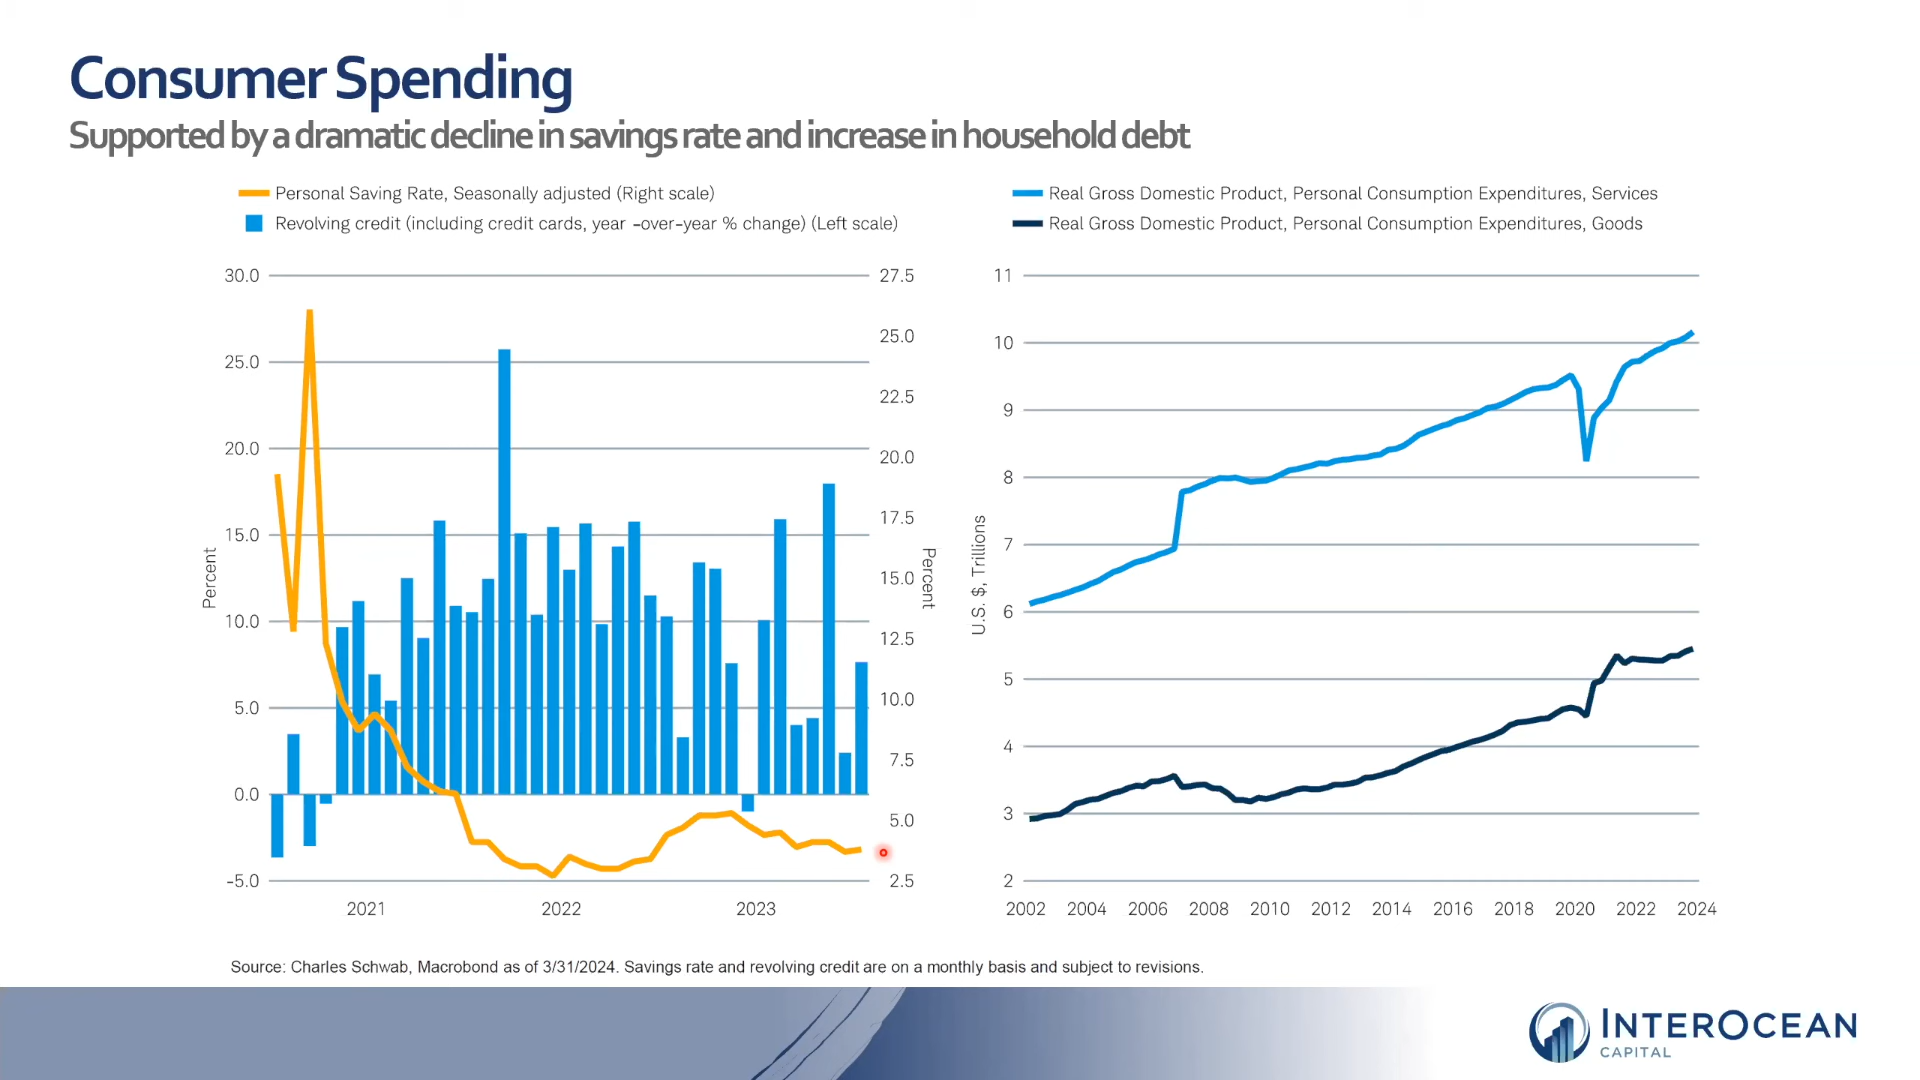 Consumer Spending
Supported by a dramatic decline in savings rate and increase in household debt
Personal Saving Rate, Seasonally adjusted (Right scale)
Revolving credit (including credit cards, year -over-year % change) (Left scale)
30.0
25.0
20.0
15.0
10.0
5.0
0.0
-5.0
Percent
27.5
25.0
22.5
20.0
17.5
15.0
12.5
10.0
7.5
5.0
2.5
Percent
2021 2022 2023
Real Gross Domestic Product, Personal Consumption Expenditures, Services
Real Gross Domestic Product, Personal Consumption Expenditures, Goods
11
10
9
8
7
6
5
4
3
2
U.S. $, Trillions
2002 2004 2006 2008 2010 2012 2014 2016 2018 2020 2022 2024
Source: Charles Schwab, Macrobond as of 3/31/2024. Savings rate and revolving credit are on a monthly basis and subject to revisions.
INTEROCEAN
CAPITAL